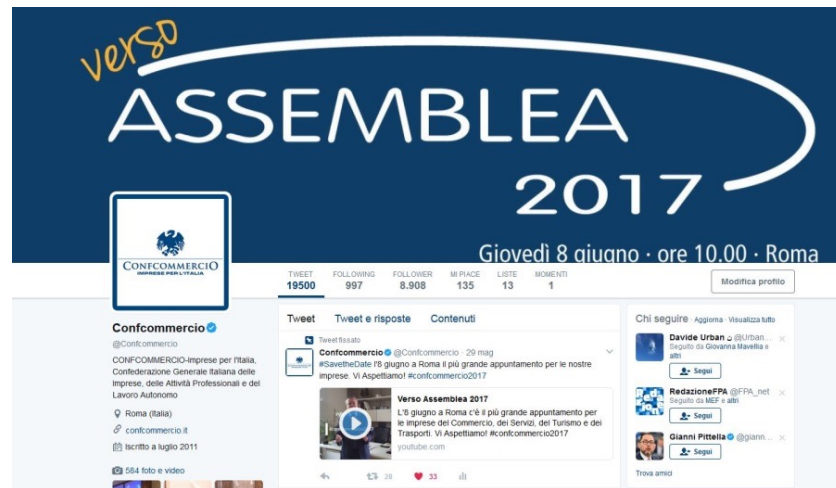 verso
ASSEMBLEA
2017
Giovedì 8 giugno · ore 10.00 · Roma
CONFCOMMERCIO
IMPRESE PER L'ITALIA
TWEET FOLLOWING FOLLOWER MI PIACE LISTE MOMENTI
19500 997 8.908 135 13 1
Modifica profilo
Confcommercio
@Confcommercio
CONFCOMMERCIO-Imprese per l'Italia,
Confederazione Generale Italiana delle
Imprese, delle Attività Professionali e del
Lavoro Autonomo
Roma (Italia)
confcommercio.it
Iscritto a luglio 2011
584 foto e video
Tweet Tweet e risposte Contenuti
Tweet fissato
Confcommercio @Confcommercio · 29 mag
#SavetheDate l'8 giugno a Roma il più grande appuntamento per le nostre
imprese. Vi Aspettiamo! #confcommercio2017
Verso Assemblea 2017
L'8 giugno a Roma c'è il più grande appuntamento per
le imprese del Commercio, dei Servizi, del Turismo e dei
Trasporti. Vi Aspettiamo! #confcommercio2017
youtube.com
28 33
Chi seguire · Aggiorna · Visualizza tutto
Davide Urban @Urban...
Seguito da Giovanna Mavellia e
altri
Segui
RedazioneFPA @FPA_net
Seguito da MEF e altri
Segui
Gianni Pittella @giann...
Segui
Trova amici